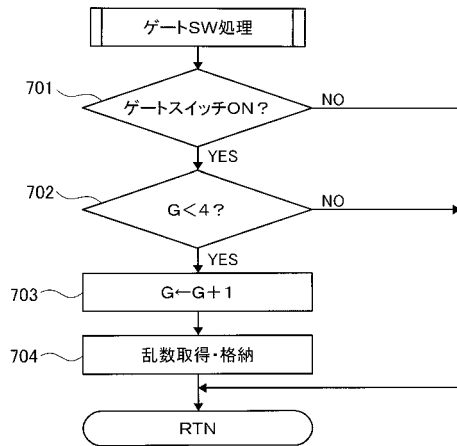 ゲートSW処理
701
ゲートスイッチON？
NO
YES
702
G＜4？
NO
YES
703
G←G＋1
704
乱数取得・格納
RTN